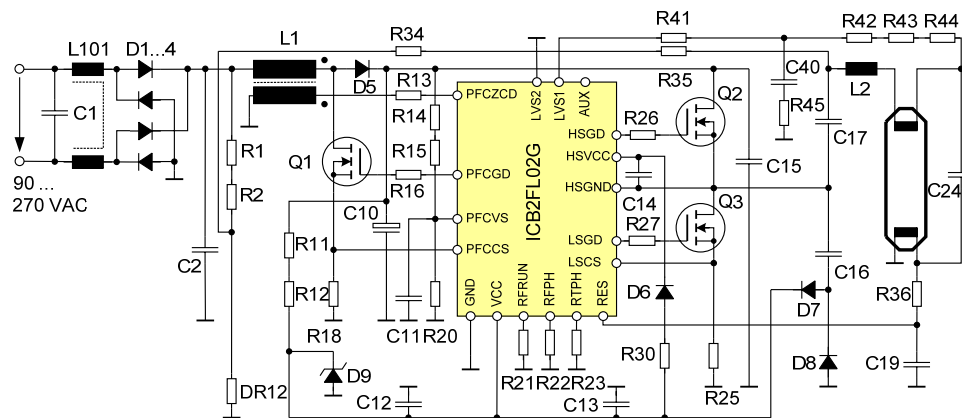 R41
R42 R43 R44
L101 D1...4
L1
R34
D5
R13
R35
LVS2
LVS1
AUX
C40
L2
PFCZCD
Q2
R45
C1
R14
R26
HSGD
C17
R1
Q1
R15
HSVCC
C15
R2
R16
PFCGD
HSGND
C14
C24
90 ...
270 VAC
C10
PFCVS
ICB2FL02G
Q3
R27
LSGD
R11
PFCCS
LSCS
C16
C2
R12
D6
D7
R36
GND
VCC
RFRUN
RFPH
RTPH
RES
R18
C11
R20
R30
D8
C19
D9
R21
R22
R23
DR12
C12
C13
R25